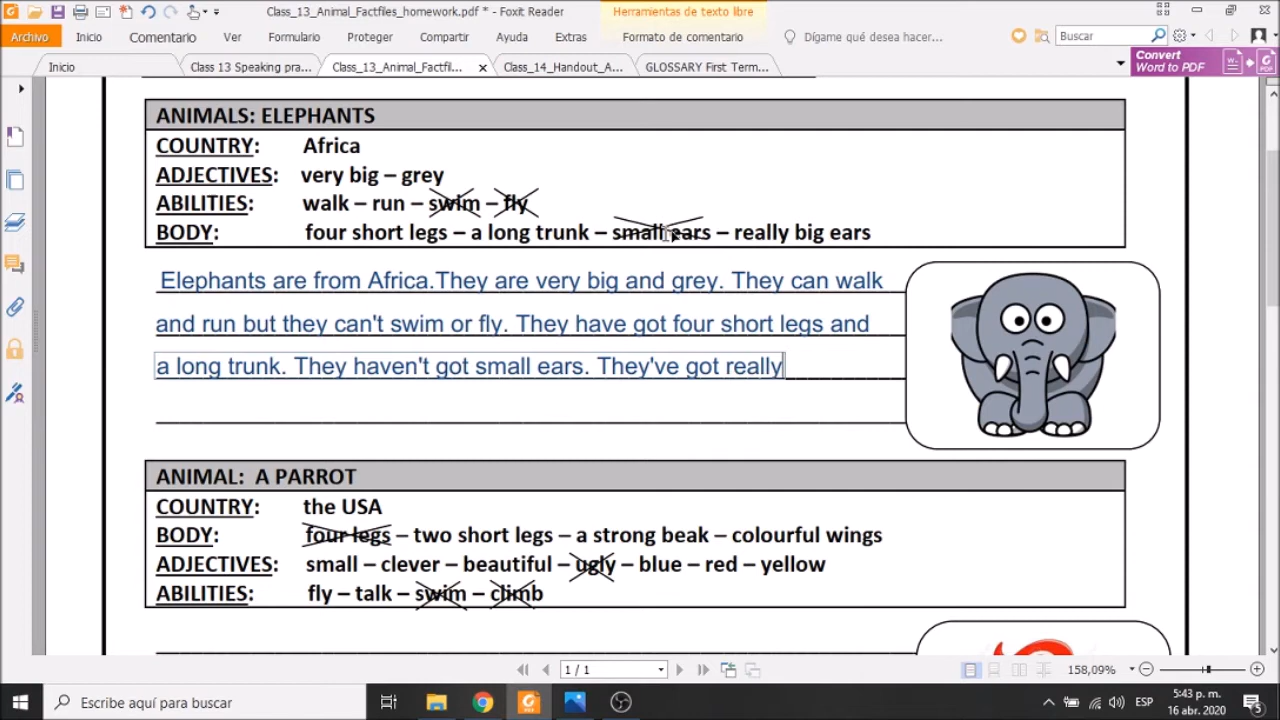 Class_13_Animal_Factfiles_homework.pdf * - Foxit Reader
Herramientas de texto libre
Archivo Inicio Comentario Ver Formulario Proteger Compartir Ayuda Extras Formato de comentario Dígame qué desea hacer... Buscar
Inicio Class 13 Speaking pra... Class_13_Animal_Factfil... Class_14_Handout_A... GLOSSARY First Term...
Convert
Word to PDF
ANIMALS: ELEPHANTS
COUNTRY: Africa
ADJECTIVES: very big – grey
ABILITIES: walk – run – swim – fly
BODY: four short legs – a long trunk – small ears – really big ears
Elephants are from Africa.They are very big and grey. They can walk
and run but they can't swim or fly. They have got four short legs and
a long trunk. They haven't got small ears. They've got really
ANIMAL: A PARROT
COUNTRY: the USA
BODY: four legs – two short legs – a strong beak – colourful wings
ADJECTIVES: small – clever – beautiful – ugly – blue – red – yellow
ABILITIES: fly – talk – swim – climb
1 / 1
158,09%
Escribe aquí para buscar
ESP
5:43 p. m.
16 abr. 2020
5